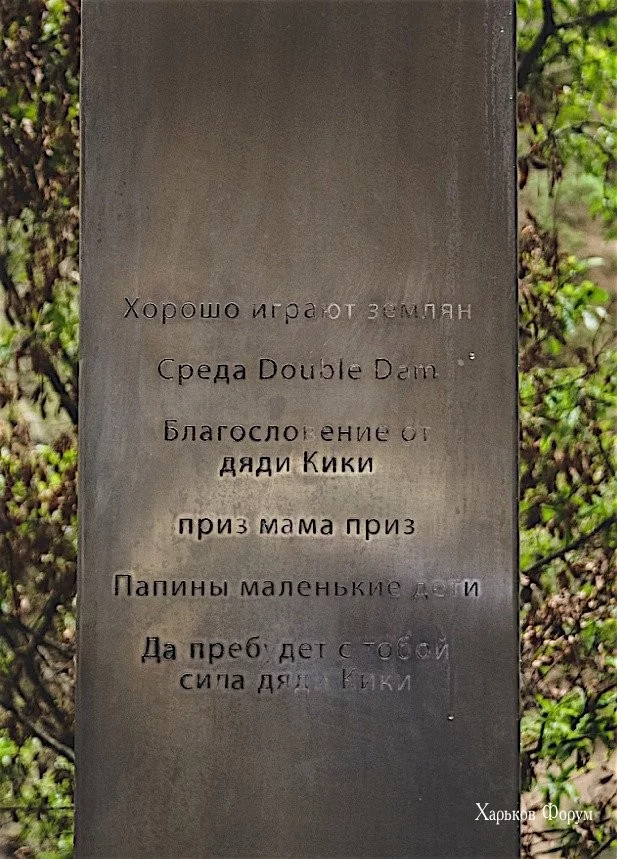 Хорошо играют землян
Среда Double Dam
Благословение от
дяди Кики
приз мама приз
Папины маленькие дети
Да пребудет с тобой
сила дяди Кики
Харьков Форум